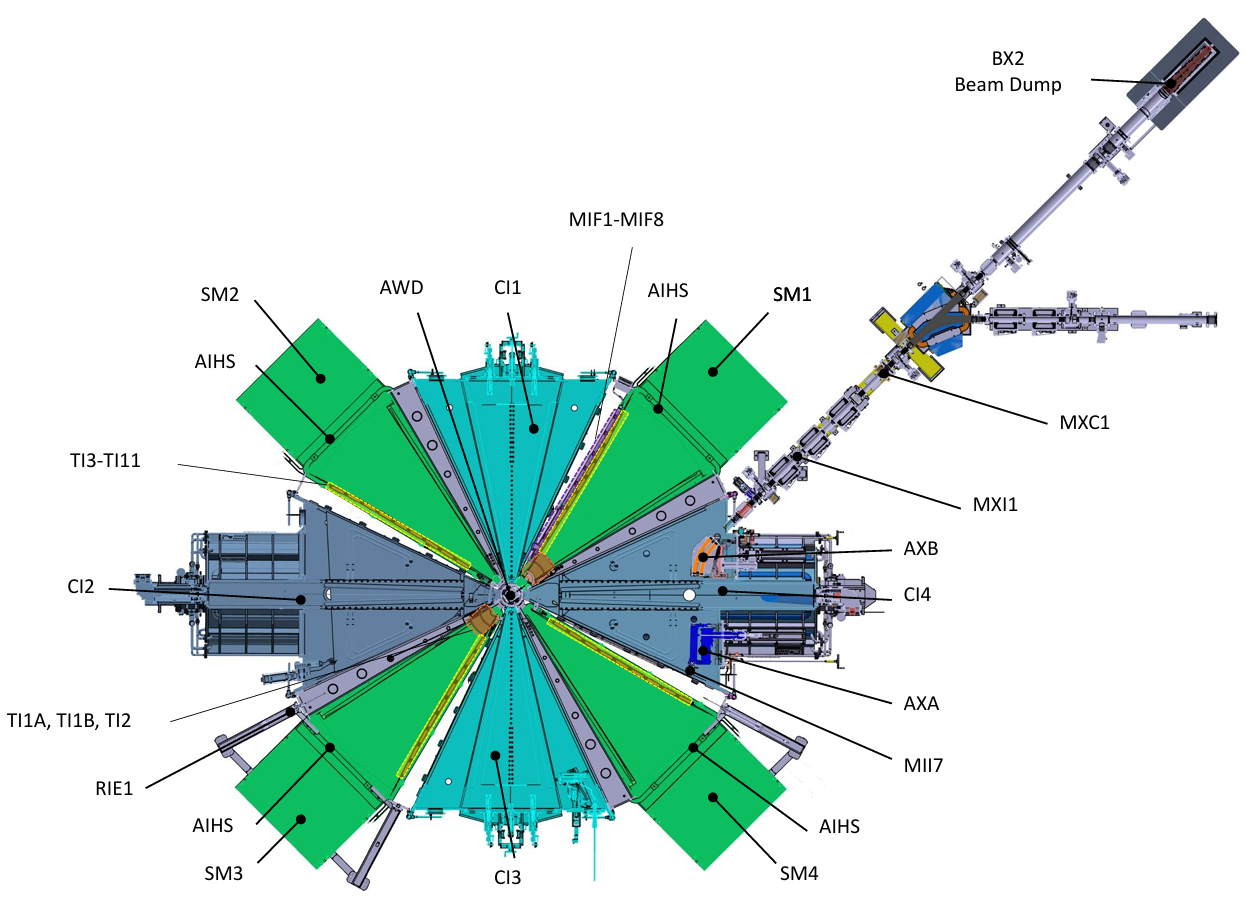 BX2
Beam Dump
MIF1-MIF8
SM2
AWD
CI1
AIHS
SM1
AIHS
MXC1
TI3-TI11
MXI1
AXB
CI2
CI4
AXA
TI1A, TI1B, TI2
MII7
RIE1
AIHS
AIHS
SM3
CI3
SM4